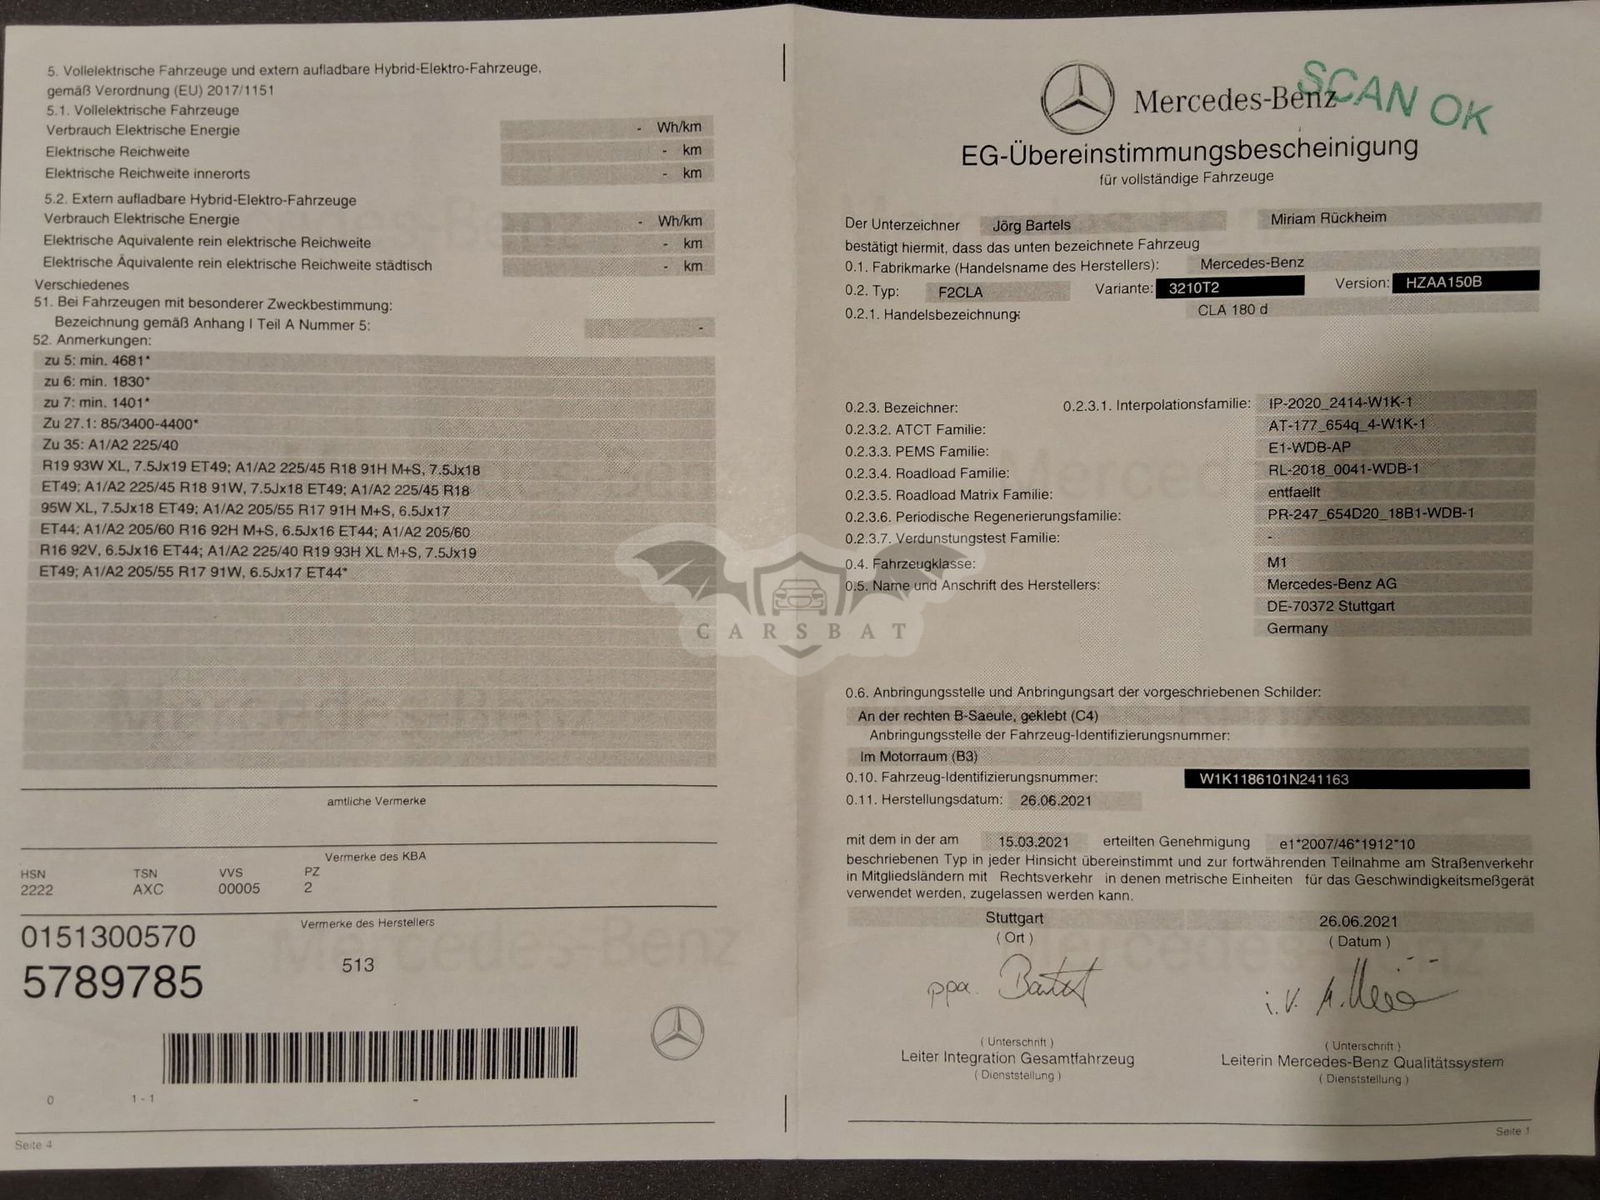 5. Vollelektrische Fahrzeuge und extern aufladbare Hybrid-Elektro-Fahrzeuge,
gemäß Verordnung (EU) 2017/1151
5.1. Vollelektrische Fahrzeuge
Verbrauch Elektrische Energie - Wh/km
Elektrische Reichweite - km
Elektrische Reichweite innerorts - km
5.2. Extern aufladbare Hybrid-Elektro-Fahrzeuge
Verbrauch Elektrische Energie - Wh/km
Elektrische Äquivalente rein elektrische Reichweite - km
Elektrische Äquivalente rein elektrische Reichweite städtisch - km
Verschiedenes
51. Bei Fahrzeugen mit besonderer Zweckbestimmung:
Bezeichnung gemäß Anhang I Teil A Nummer 5: -
52. Anmerkungen:
zu 5: min. 4681*
zu 6: min. 1830*
zu 7: min. 1401*
Zu 27.1: 85/3400-4400*
Zu 35: A1/A2 225/40
R19 93W XL, 7.5Jx19 ET49; A1/A2 225/45 R18 91H M+S, 7.5Jx18
ET49; A1/A2 225/45 R18 91W, 7.5Jx18 ET49; A1/A2 225/45 R18
95W XL, 7.5Jx18 ET49; A1/A2 205/55 R17 91H M+S, 6.5Jx17
ET44; A1/A2 205/60 R16 92H M+S, 6.5Jx16 ET44; A1/A2 205/60
R16 92V, 6.5Jx16 ET44; A1/A2 225/40 R19 93H XL M+S, 7.5Jx19
ET49; A1/A2 205/55 R17 91W, 6.5Jx17 ET44*
amtliche Vermerke
Vermerke des KBA
HSN TSN VVS PZ
2222 AXC 00005 2
Vermerke des Herstellers
0151300570
513
5789785
0 1 - 1 -
Seite 4
Mercedes-Benz
SCAN OK
EG-Übereinstimmungsbescheinigung
für vollständige Fahrzeuge
Der Unterzeichner Jörg Bartels Miriam Rückheim
bestätigt hiermit, dass das unten bezeichnete Fahrzeug
0.1. Fabrikmarke (Handelsname des Herstellers): Mercedes-Benz
0.2. Typ: F2CLA Variante: 3210T2 Version: HZAA150B
0.2.1. Handelsbezeichnung: CLA 180 d
0.2.3. Bezeichner: 0.2.3.1. Interpolationsfamilie: IP-2020_2414-W1K-1
0.2.3.2. ATCT Familie: AT-177_654q_4-W1K-1
0.2.3.3. PEMS Familie: E1-WDB-AP
0.2.3.4. Roadload Familie: RL-2018_0041-WDB-1
0.2.3.5. Roadload Matrix Familie: entfaellt
0.2.3.6. Periodische Regenerierungsfamilie: PR-247_654D20_18B1-WDB-1
0.2.3.7. Verdunstungstest Familie: -
0.4. Fahrzeugklasse: M1
0.5. Name und Anschrift des Herstellers: Mercedes-Benz AG
DE-70372 Stuttgart
Germany
CARSBAT
0.6. Anbringungsstelle und Anbringungsart der vorgeschriebenen Schilder:
An der rechten B-Saeule, geklebt (C4)
Anbringungsstelle der Fahrzeug-Identifizierungsnummer:
Im Motorraum (B3)
0.10. Fahrzeug-Identifizierungsnummer: W1K1186101N241163
0.11. Herstellungsdatum: 26.06.2021
mit dem in der am 15.03.2021 erteilten Genehmigung e1*2007/46*1912*10
beschriebenen Typ in jeder Hinsicht übereinstimmt und zur fortwährenden Teilnahme am Straßenverkehr
in Mitgliedsländern mit Rechtsverkehr in denen metrische Einheiten für das Geschwindigkeitsmeßgerät
verwendet werden, zugelassen werden kann.
Stuttgart 26.06.2021
( Ort ) ( Datum )
ppa. i.V.
( Unterschrift ) ( Unterschrift )
Leiter Integration Gesamtfahrzeug Leiterin Mercedes-Benz Qualitätssystem
( Dienststellung ) ( Dienststellung )
Seite 1